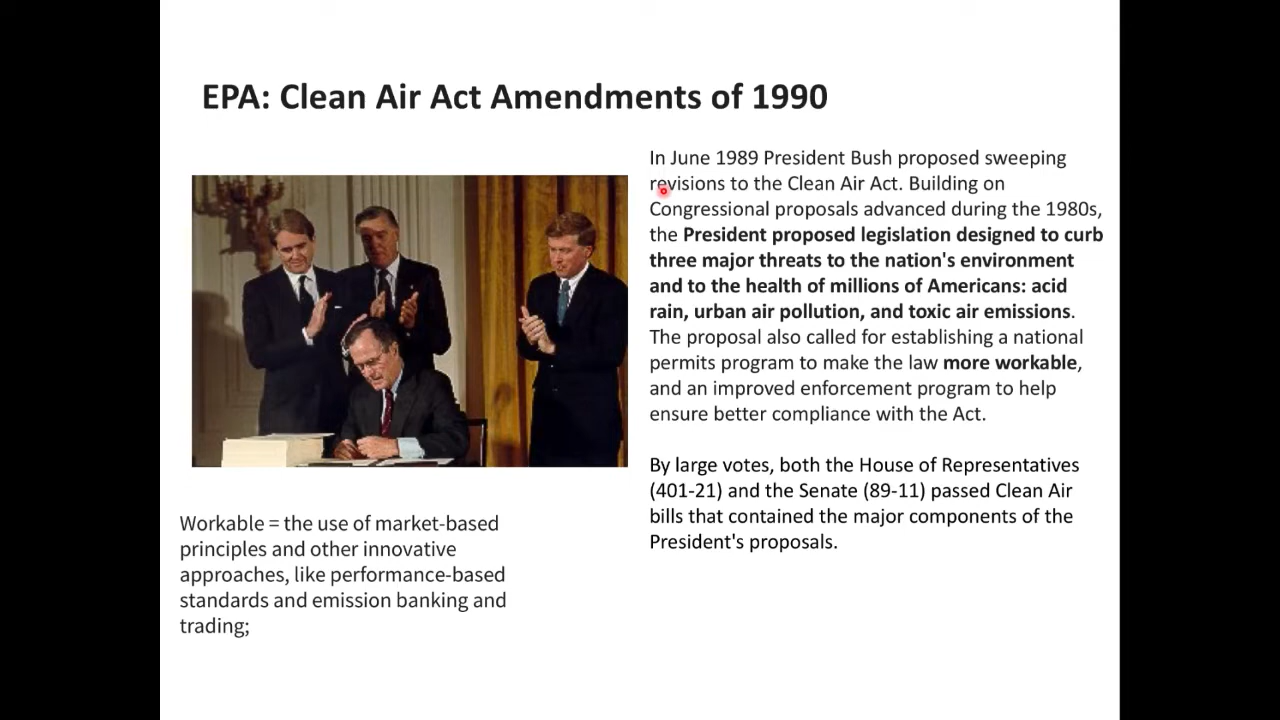 EPA: Clean Air Act Amendments of 1990
In June 1989 President Bush proposed sweeping
revisions to the Clean Air Act. Building on
Congressional proposals advanced during the 1980s,
the President proposed legislation designed to curb
three major threats to the nation's environment
and to the health of millions of Americans: acid
rain, urban air pollution, and toxic air emissions.
The proposal also called for establishing a national
permits program to make the law more workable,
and an improved enforcement program to help
ensure better compliance with the Act.
By large votes, both the House of Representatives
(401-21) and the Senate (89-11) passed Clean Air
bills that contained the major components of the
President's proposals.
Workable = the use of market-based
principles and other innovative
approaches, like performance-based
standards and emission banking and
trading;